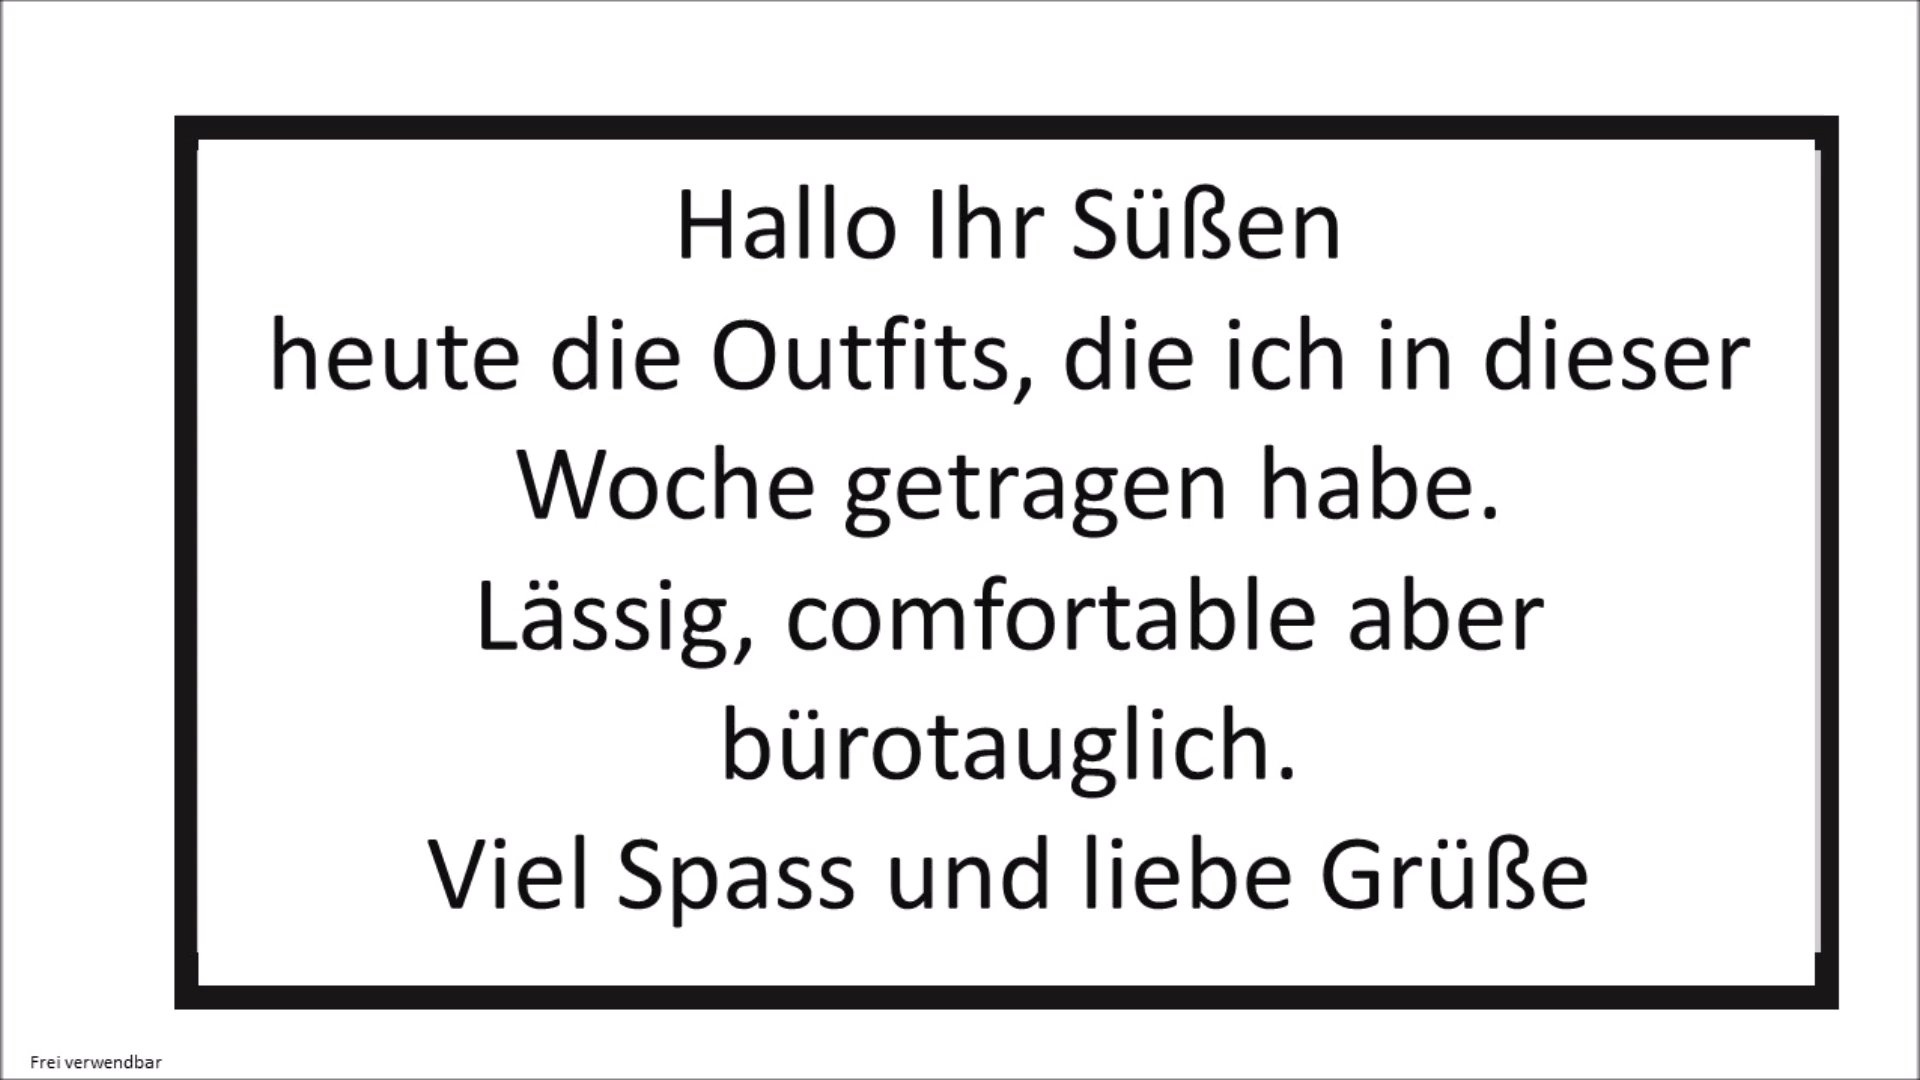 Hallo Ihr Süßen
heute die Outfits, die ich in dieser
Woche getragen habe.
Lässig, comfortable aber
bürotauglich.
Viel Spass und liebe Grüße
Frei verwendbar